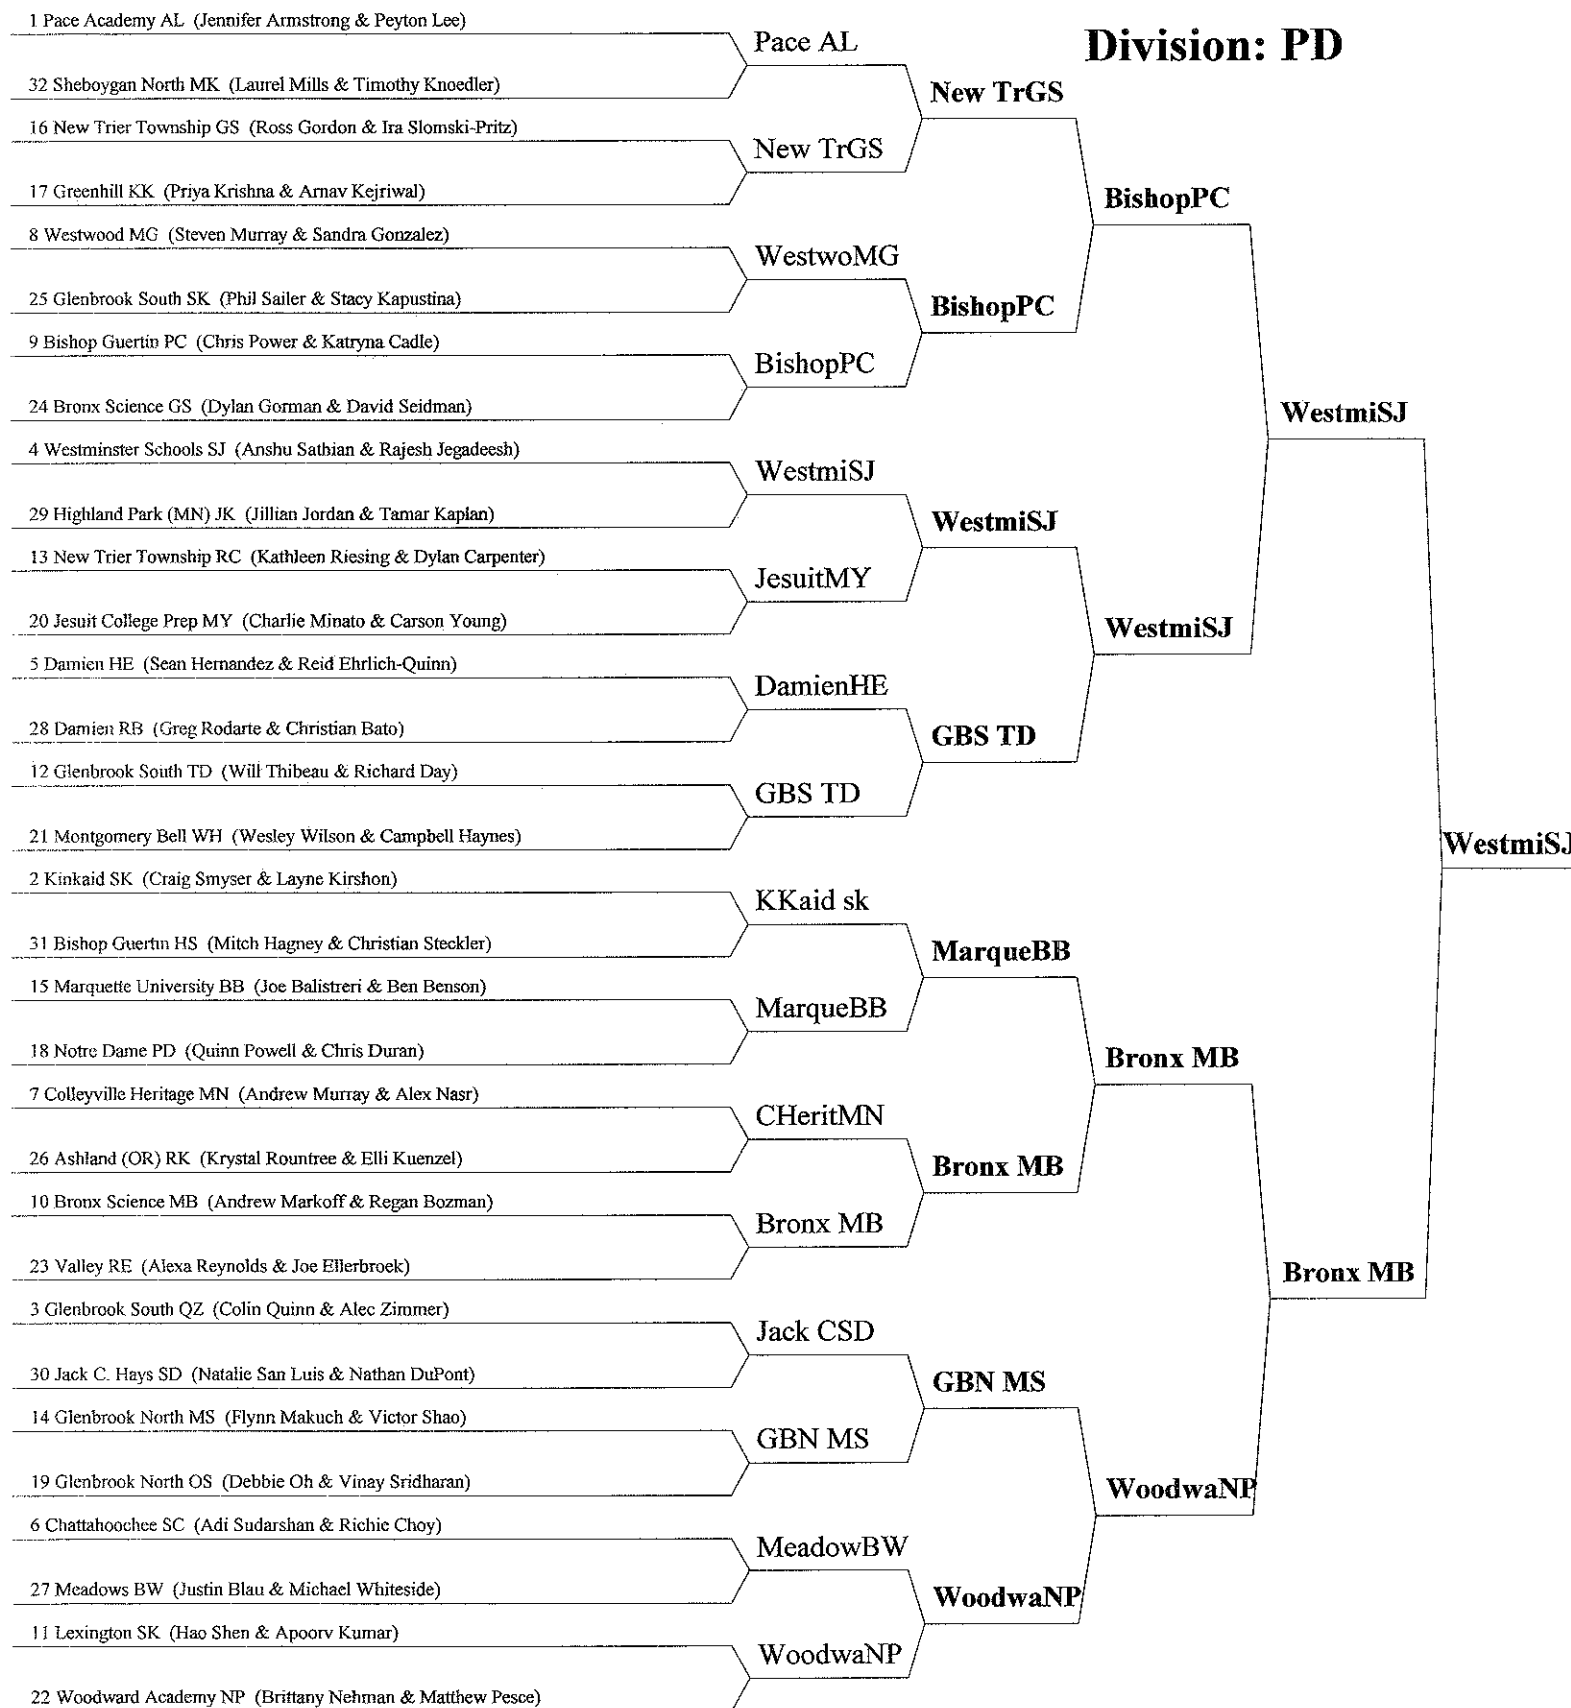 Division: PD
1 Pace Academy AL (Jennifer Armstrong & Peyton Lee)
32 Sheboygan North MK (Laurel Mills & Timothy Knoedler)
16 New Trier Township GS (Ross Gordon & Ira Slomski-Pritz)
17 Greenhill KK (Priya Krishna & Arnav Kejriwal)
8 Westwood MG (Steven Murray & Sandra Gonzalez)
25 Glenbrook South SK (Phil Sailer & Stacy Kapustina)
9 Bishop Guertin PC (Chris Power & Katryna Cadle)
24 Bronx Science GS (Dylan Gorman & David Seidman)
4 Westminster Schools SJ (Anshu Sathian & Rajesh Jegadeesh)
29 Highland Park (MN) JK (Jillian Jordan & Tamar Kaplan)
13 New Trier Township RC (Kathleen Riesing & Dylan Carpenter)
20 Jesuit College Prep MY (Charlie Minato & Carson Young)
5 Damien HE (Sean Hernandez & Reid Ehrlich-Quinn)
28 Damien RB (Greg Rodarte & Christian Bato)
12 Glenbrook South TD (Will Thibeau & Richard Day)
21 Montgomery Bell WH (Wesley Wilson & Campbell Haynes)
2 Kinkaid SK (Craig Smyser & Layne Kirshon)
31 Bishop Guertin HS (Mitch Hagney & Christian Steckler)
15 Marquette University BB (Joe Balistreri & Ben Benson)
18 Notre Dame PD (Quinn Powell & Chris Duran)
7 Colleyville Heritage MN (Andrew Murray & Alex Nasr)
26 Ashland (OR) RK (Krystal Rountree & Elli Kuenzel)
10 Bronx Science MB (Andrew Markoff & Regan Bozman)
23 Valley RE (Alexa Reynolds & Joe Ellerbroek)
3 Glenbrook South QZ (Colin Quinn & Alec Zimmer)
30 Jack C. Hays SD (Natalie San Luis & Nathan DuPont)
14 Glenbrook North MS (Flynn Makuch & Victor Shao)
19 Glenbrook North OS (Debbie Oh & Vinay Sridharan)
6 Chattahoochee SC (Adi Sudarshan & Richie Choy)
27 Meadows BW (Justin Blau & Michael Whiteside)
11 Lexington SK (Hao Shen & Apoorv Kumar)
22 Woodward Academy NP (Brittany Nehman & Matthew Pesce)
Pace AL
New TrGS
WestwoMG
BishopPC
WestmiSJ
JesuitMY
DamienHE
GBS TD
KKaid sk
MarqueBB
CHeritMN
Bronx MB
Jack CSD
GBN MS
MeadowBW
WoodwaNP
New TrGS
BishopPC
WestmiSJ
GBS TD
MarqueBB
Bronx MB
GBN MS
WoodwaNP
BishopPC
WestmiSJ
Bronx MB
WoodwaNP
WestmiSJ
Bronx MB
WestmiSJ